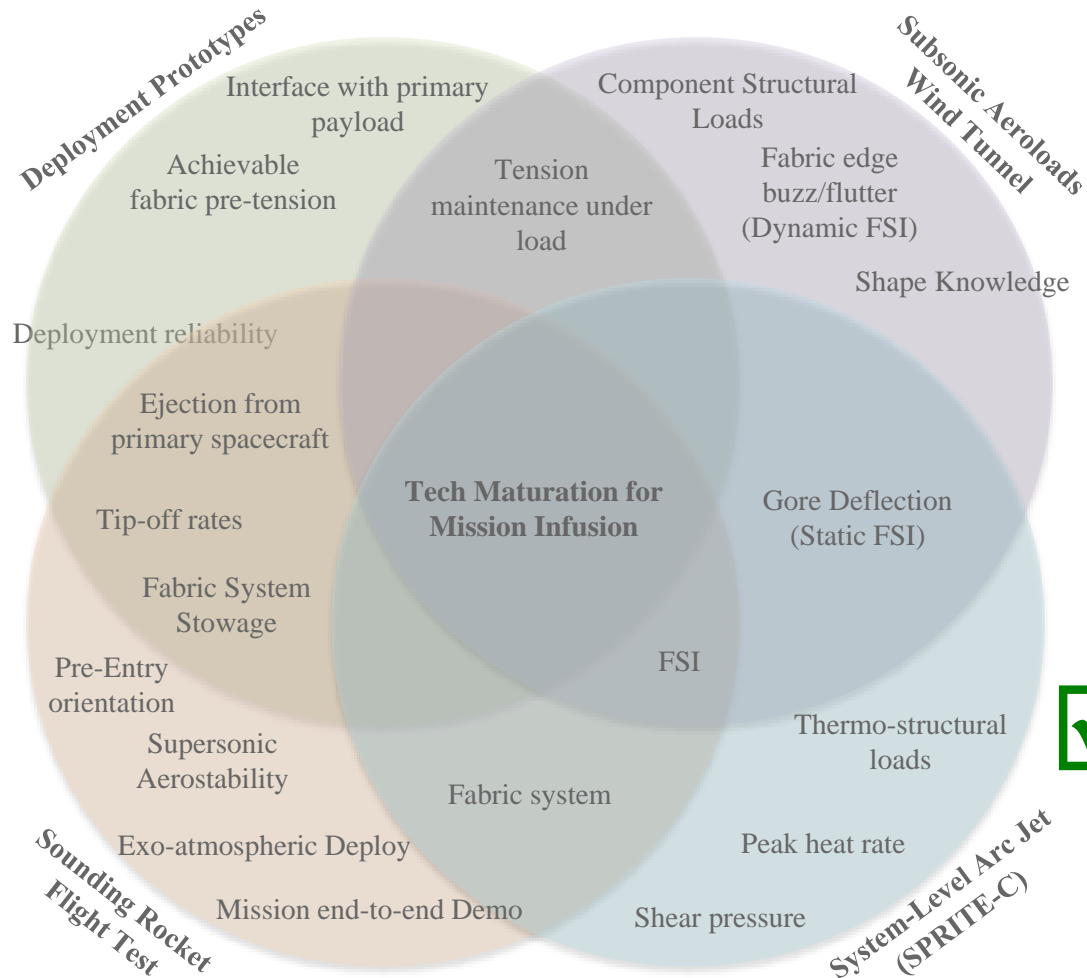 Deployment Prototypes
Subsonic Aeroloads
Wind Tunnel
Interface with primary
payload
Component Structural
Loads
Achievable
fabric pre-tension
Tension
maintenance under
load
Fabric edge
buzz/flutter
(Dynamic FSI)
Shape Knowledge
Deployment reliability
Ejection from
primary spacecraft
Tech Maturation for
Mission Infusion
Gore Deflection
(Static FSI)
Tip-off rates
Fabric System
Stowage
FSI
Pre-Entry
orientation
Thermo-structural
loads
Supersonic
Aerostability
Fabric system
Exo-atmospheric Deploy
Peak heat rate
Mission end-to-end Demo
Shear pressure
Sounding Rocket
Flight Test
System-Level Arc Jet
(SPRITE-C)